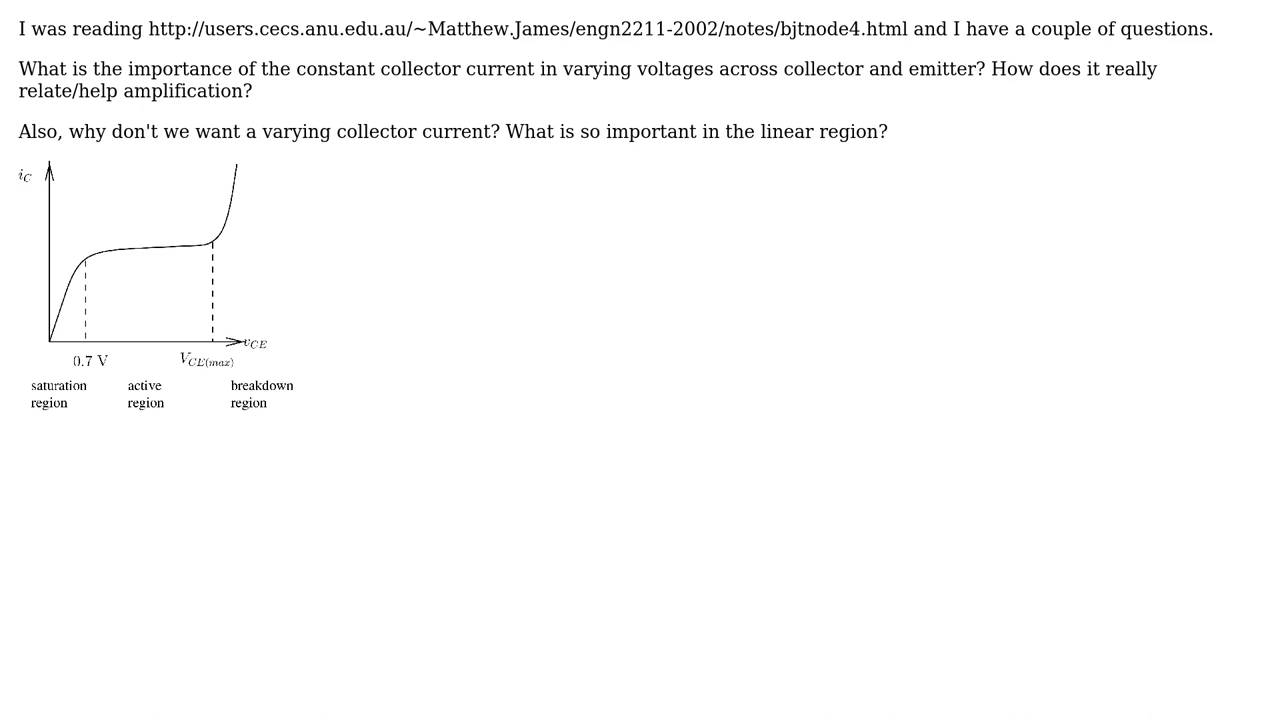 I was reading http://users.cecs.anu.edu.au/~Matthew.James/engn2211-2002/notes/bjtnode4.html and I have a couple of questions.
What is the importance of the constant collector current in varying voltages across collector and emitter? How does it really
relate/help amplification?
Also, why don't we want a varying collector current? What is so important in the linear region?
iC
vCE
0.7 V
VCE(max)
saturation region
active region
breakdown region